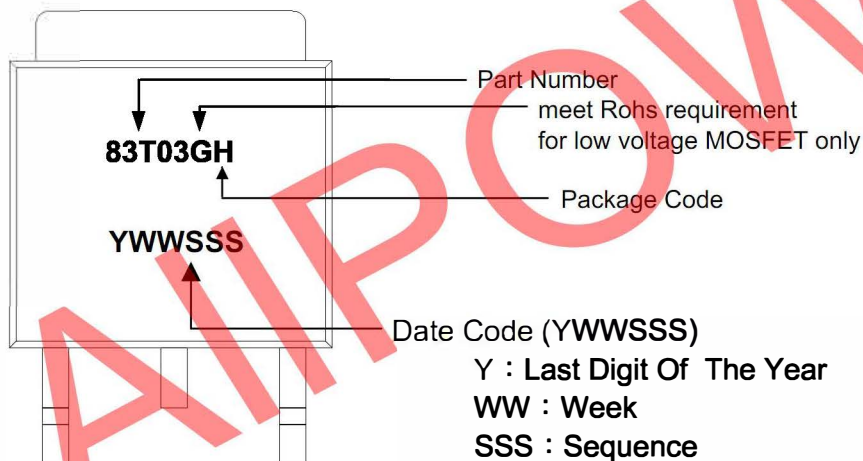 Part Number
meet Rohs requirement
for low voltage MOSFET only
83T03GH
Package Code
YWWSSS
Date Code (YWWSSS)
Y : Last Digit Of The Year
WW : Week
SSS : Sequence